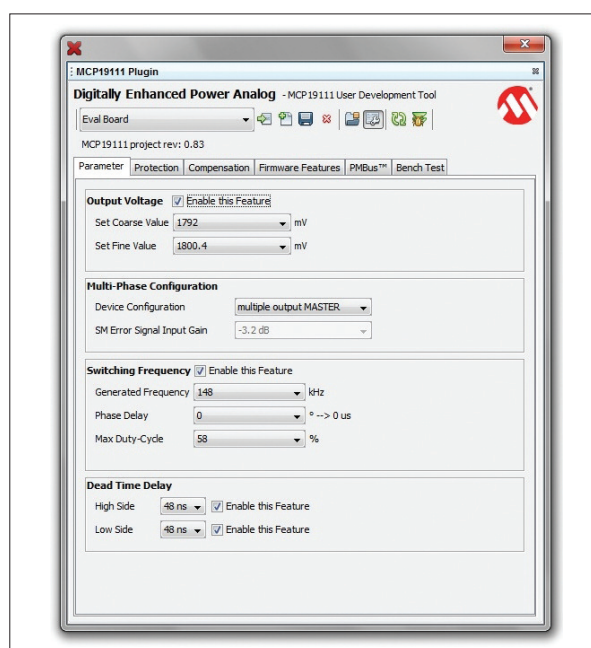 MCP19111 Plugin
Digitally Enhanced Power Analog - MCP19111 User Development Tool
Eval Board
MCP19111 project rev: 0.83
Parameter Protection Compensation Firmware Features PMBus™ Bench Test
Output Voltage Enable this Feature
Set Coarse Value 1792 mV
Set Fine Value 1800.4 mV
Multi-Phase Configuration
Device Configuration multiple output MASTER
SM Error Signal Input Gain -3.2 dB
Switching Frequency Enable this Feature
Generated Frequency 148 kHz
Phase Delay 0 ° --> 0 us
Max Duty-Cycle 58 %
Dead Time Delay
High Side 48 ns Enable this Feature
Low Side 48 ns Enable this Feature